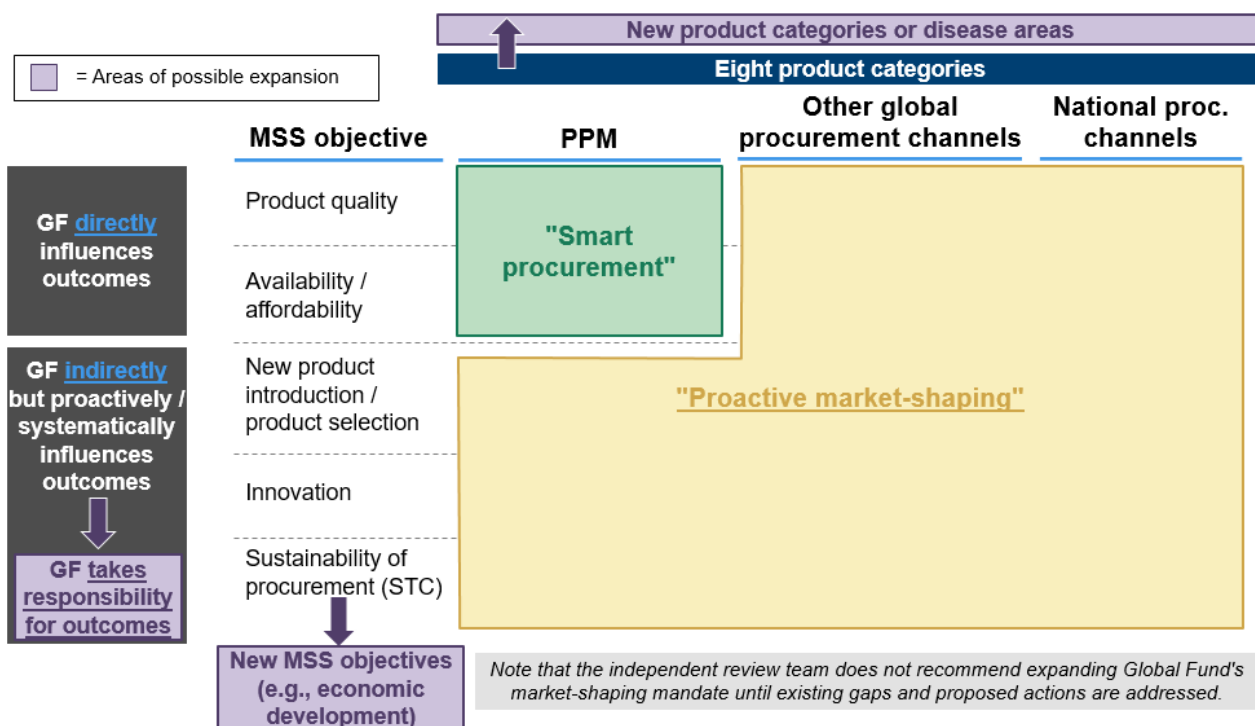 New product categories or disease areas
= Areas of possible expansion
Eight product categories
MSS objective
PPM
Other global
procurement channels
National proc.
channels
GF directly
influences
outcomes
Product quality
Availability /
affordability
"Smart
procurement"
GF indirectly
but proactively /
systematically
influences
outcomes
New product
introduction /
product selection
"Proactive market-shaping"
Innovation
GF takes
responsibility
for outcomes
Sustainability of
procurement (STC)
New MSS objectives
(e.g., economic
development)
Note that the independent review team does not recommend expanding Global Fund's
market-shaping mandate until existing gaps and proposed actions are addressed.